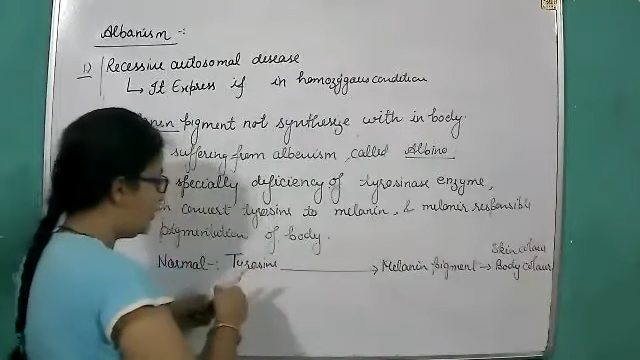 Albanism :-
1) Recessive autosomal disease
↳ It Express if in homozygous condition
pigment not synthesize with in body.
suffering from albenism, called Albino
specially deficiency of tyrosinase enzyme,
convert tyrosine to melanin, & melanin responsible
of body.
Skin colour
Normal -: Tyrosine → Melanin pigment → Body colour